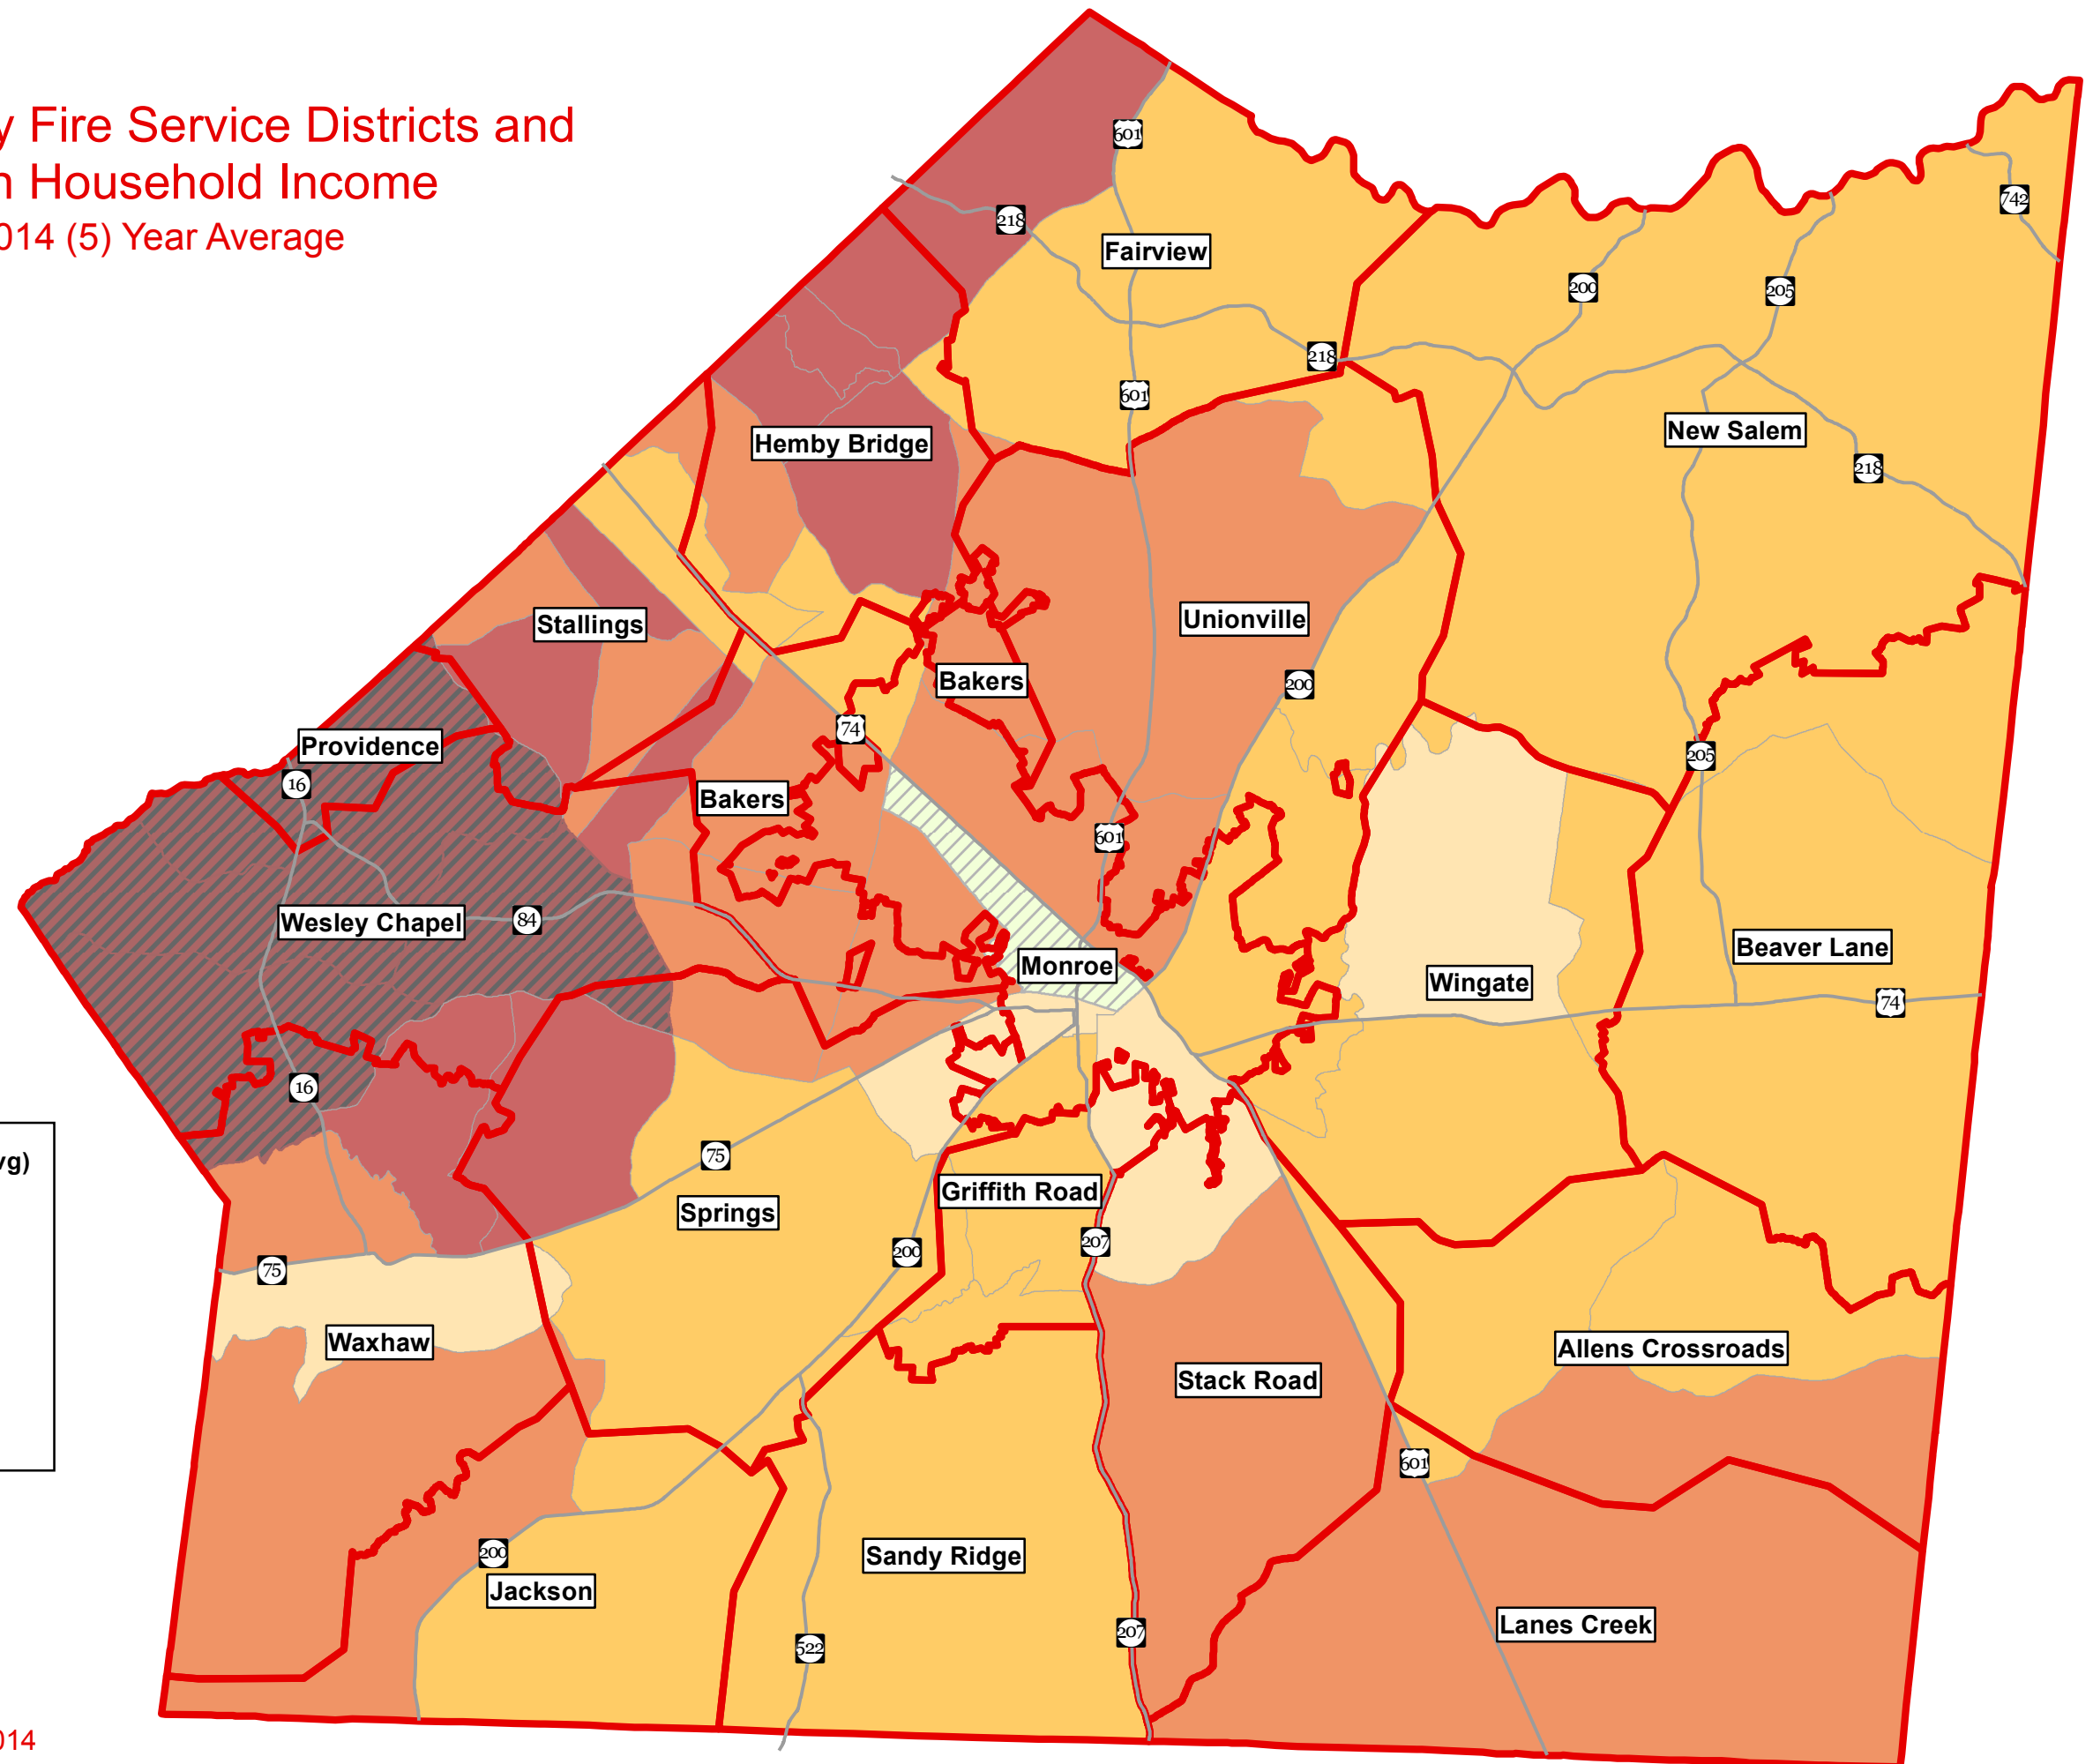 y Fire Service Districts and
n Household Income
014 (5) Year Average
601
742
218
Fairview
200
205
218
601
New Salem
Hemby Bridge
218
Stallings
Unionville
Bakers
200
74
Providence
205
16
Bakers
601
Wesley Chapel
84
Beaver Lane
Monroe
Wingate
74
16
vg)
75
Griffith Road
Springs
207
200
75
Waxhaw
Allens Crossroads
Stack Road
601
200
Sandy Ridge
Jackson
Lanes Creek
207
522
014